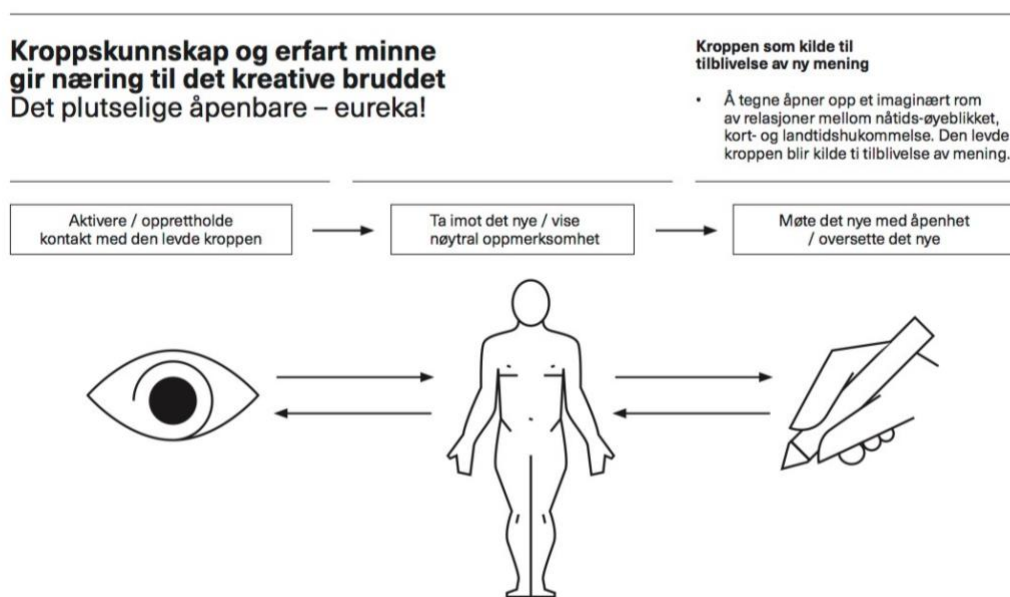 Kroppskunnskap og erfart minne
gir næring til det kreative bruddet
Det plutselige åpenbare – eureka!
Kroppen som kilde til
tilblivelse av ny mening
• Å tegne åpner opp et imaginært rom
av relasjoner mellom nåtids-øyeblikket,
kort- og landtidshukommelse. Den levde
kroppen blir kilde ti tilblivelse av mening.
Aktivere / opprettholde
kontakt med den levde kroppen
Ta imot det nye / vise
nøytral oppmerksomhet
Møte det nye med åpenhet
/ oversette det nye